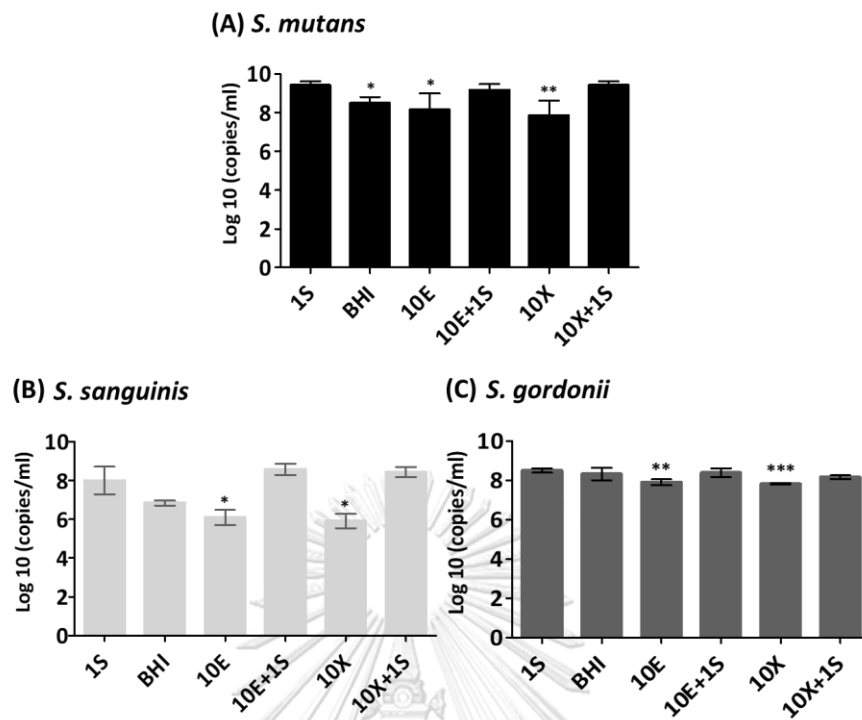 (A) S. mutans
Log 10 (copies/ml)
10
8
6
4
2
0
*
*
**
1S
BHI
10E
10E+1S
10X
10X+1S
(B) S. sanguinis
Log 10 (copies/ml)
10
8
6
4
2
0
*
*
1S
BHI
10E
10E+1S
10X
10X+1S
(C) S. gordonii
Log 10 (copies/ml)
10
8
6
4
2
0
**
***
1S
BHI
10E
10E+1S
10X
10X+1S